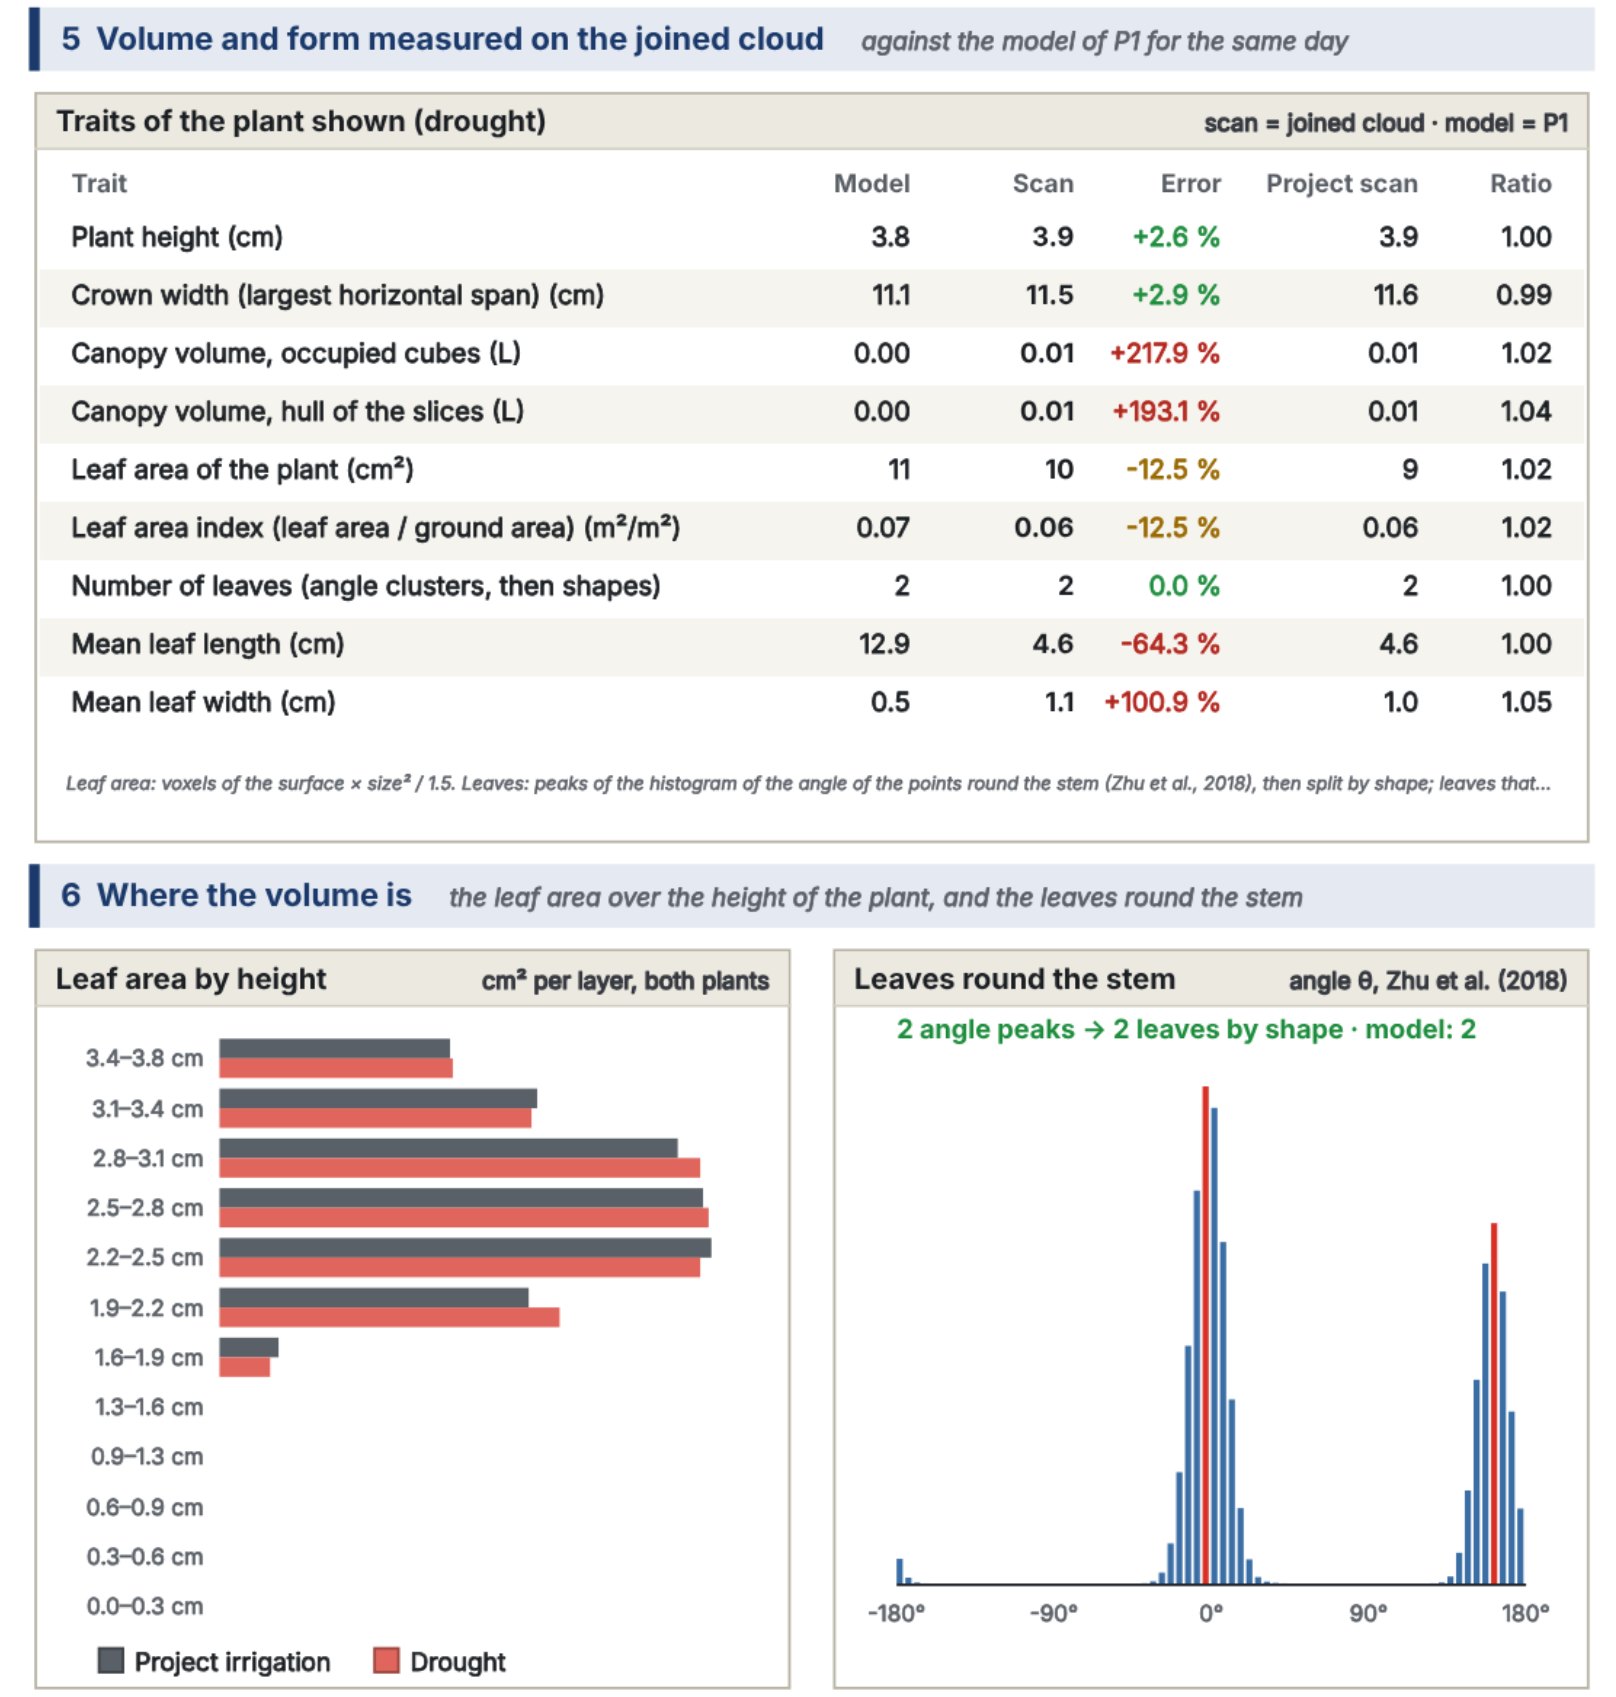 5 Volume and form measured on the joined cloud against the model of P1 for the same day
Traits of the plant shown (drought) scan = joined cloud · model = P1
Trait Model Scan Error Project scan Ratio
Plant height (cm) 3.8 3.9 +2.6 % 3.9 1.00
Crown width (largest horizontal span) (cm) 11.1 11.5 +2.9 % 11.6 0.99
Canopy volume, occupied cubes (L) 0.00 0.01 +217.9 % 0.01 1.02
Canopy volume, hull of the slices (L) 0.00 0.01 +193.1 % 0.01 1.04
Leaf area of the plant (cm²) 11 10 -12.5 % 9 1.02
Leaf area index (leaf area / ground area) (m²/m²) 0.07 0.06 -12.5 % 0.06 1.02
Number of leaves (angle clusters, then shapes) 2 2 0.0 % 2 1.00
Mean leaf length (cm) 12.9 4.6 -64.3 % 4.6 1.00
Mean leaf width (cm) 0.5 1.1 +100.9 % 1.0 1.05
Leaf area: voxels of the surface × size² / 1.5. Leaves: peaks of the histogram of the angle of the points round the stem (Zhu et al., 2018), then split by shape; leaves that...
6 Where the volume is the leaf area over the height of the plant, and the leaves round the stem
Leaf area by height cm² per layer, both plants
3.4–3.8 cm
3.1–3.4 cm
2.8–3.1 cm
2.5–2.8 cm
2.2–2.5 cm
1.9–2.2 cm
1.6–1.9 cm
1.3–1.6 cm
0.9–1.3 cm
0.6–0.9 cm
0.3–0.6 cm
0.0–0.3 cm
Project irrigation Drought
Leaves round the stem angle θ, Zhu et al. (2018)
2 angle peaks → 2 leaves by shape · model: 2
-180° -90° 0° 90° 180°